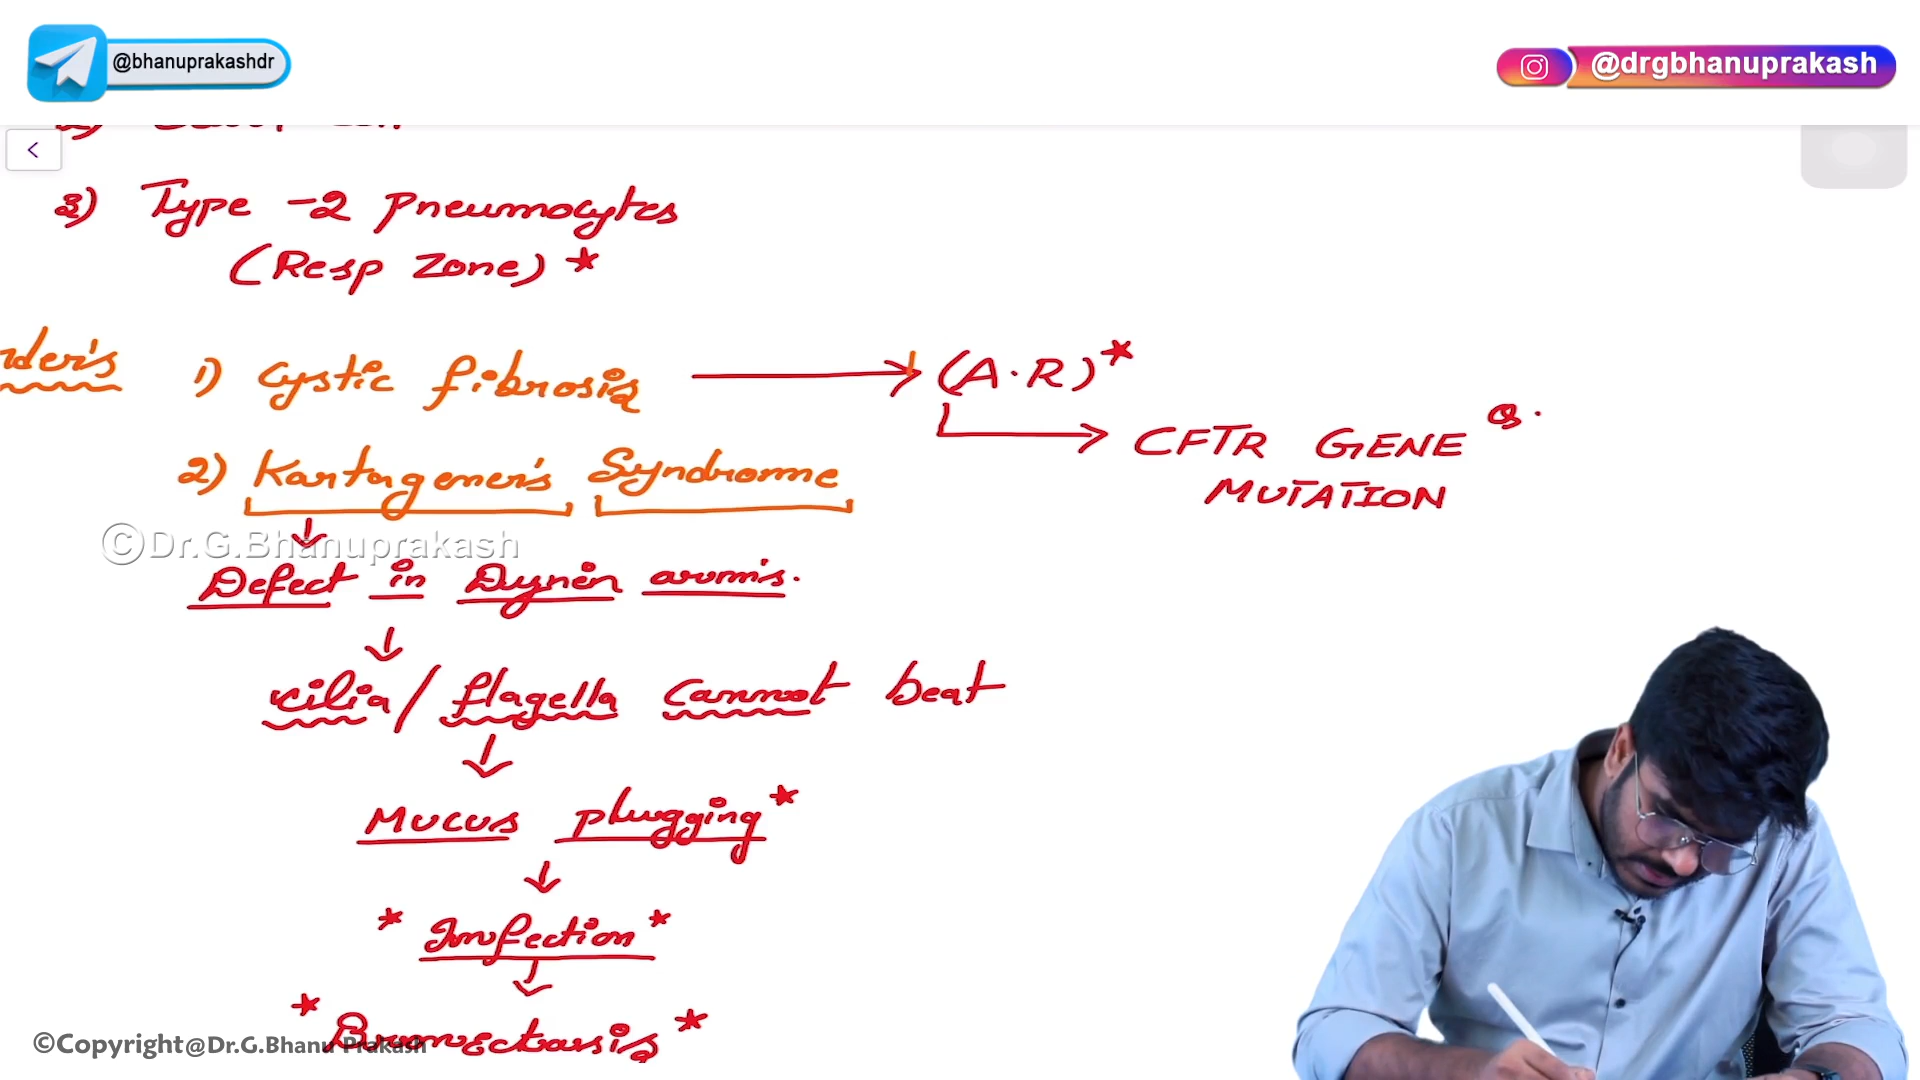 @bhanuprakashdr
@drgbhanuprakash
3) Type -2 Pneumocytes
(Resp Zone) *
1) Cystic fibrosis → (A.R)*
→ CFTR GENE
MUTATION
2) Kartagener's Syndrome
©Dr.G.Bhanuprakash
Defect in Dynein arms.
cilia/flagella cannot beat
Mucus plugging *
* Infection *
* Bronectasis *
©Copyright@Dr.G.Bhanu Prakash